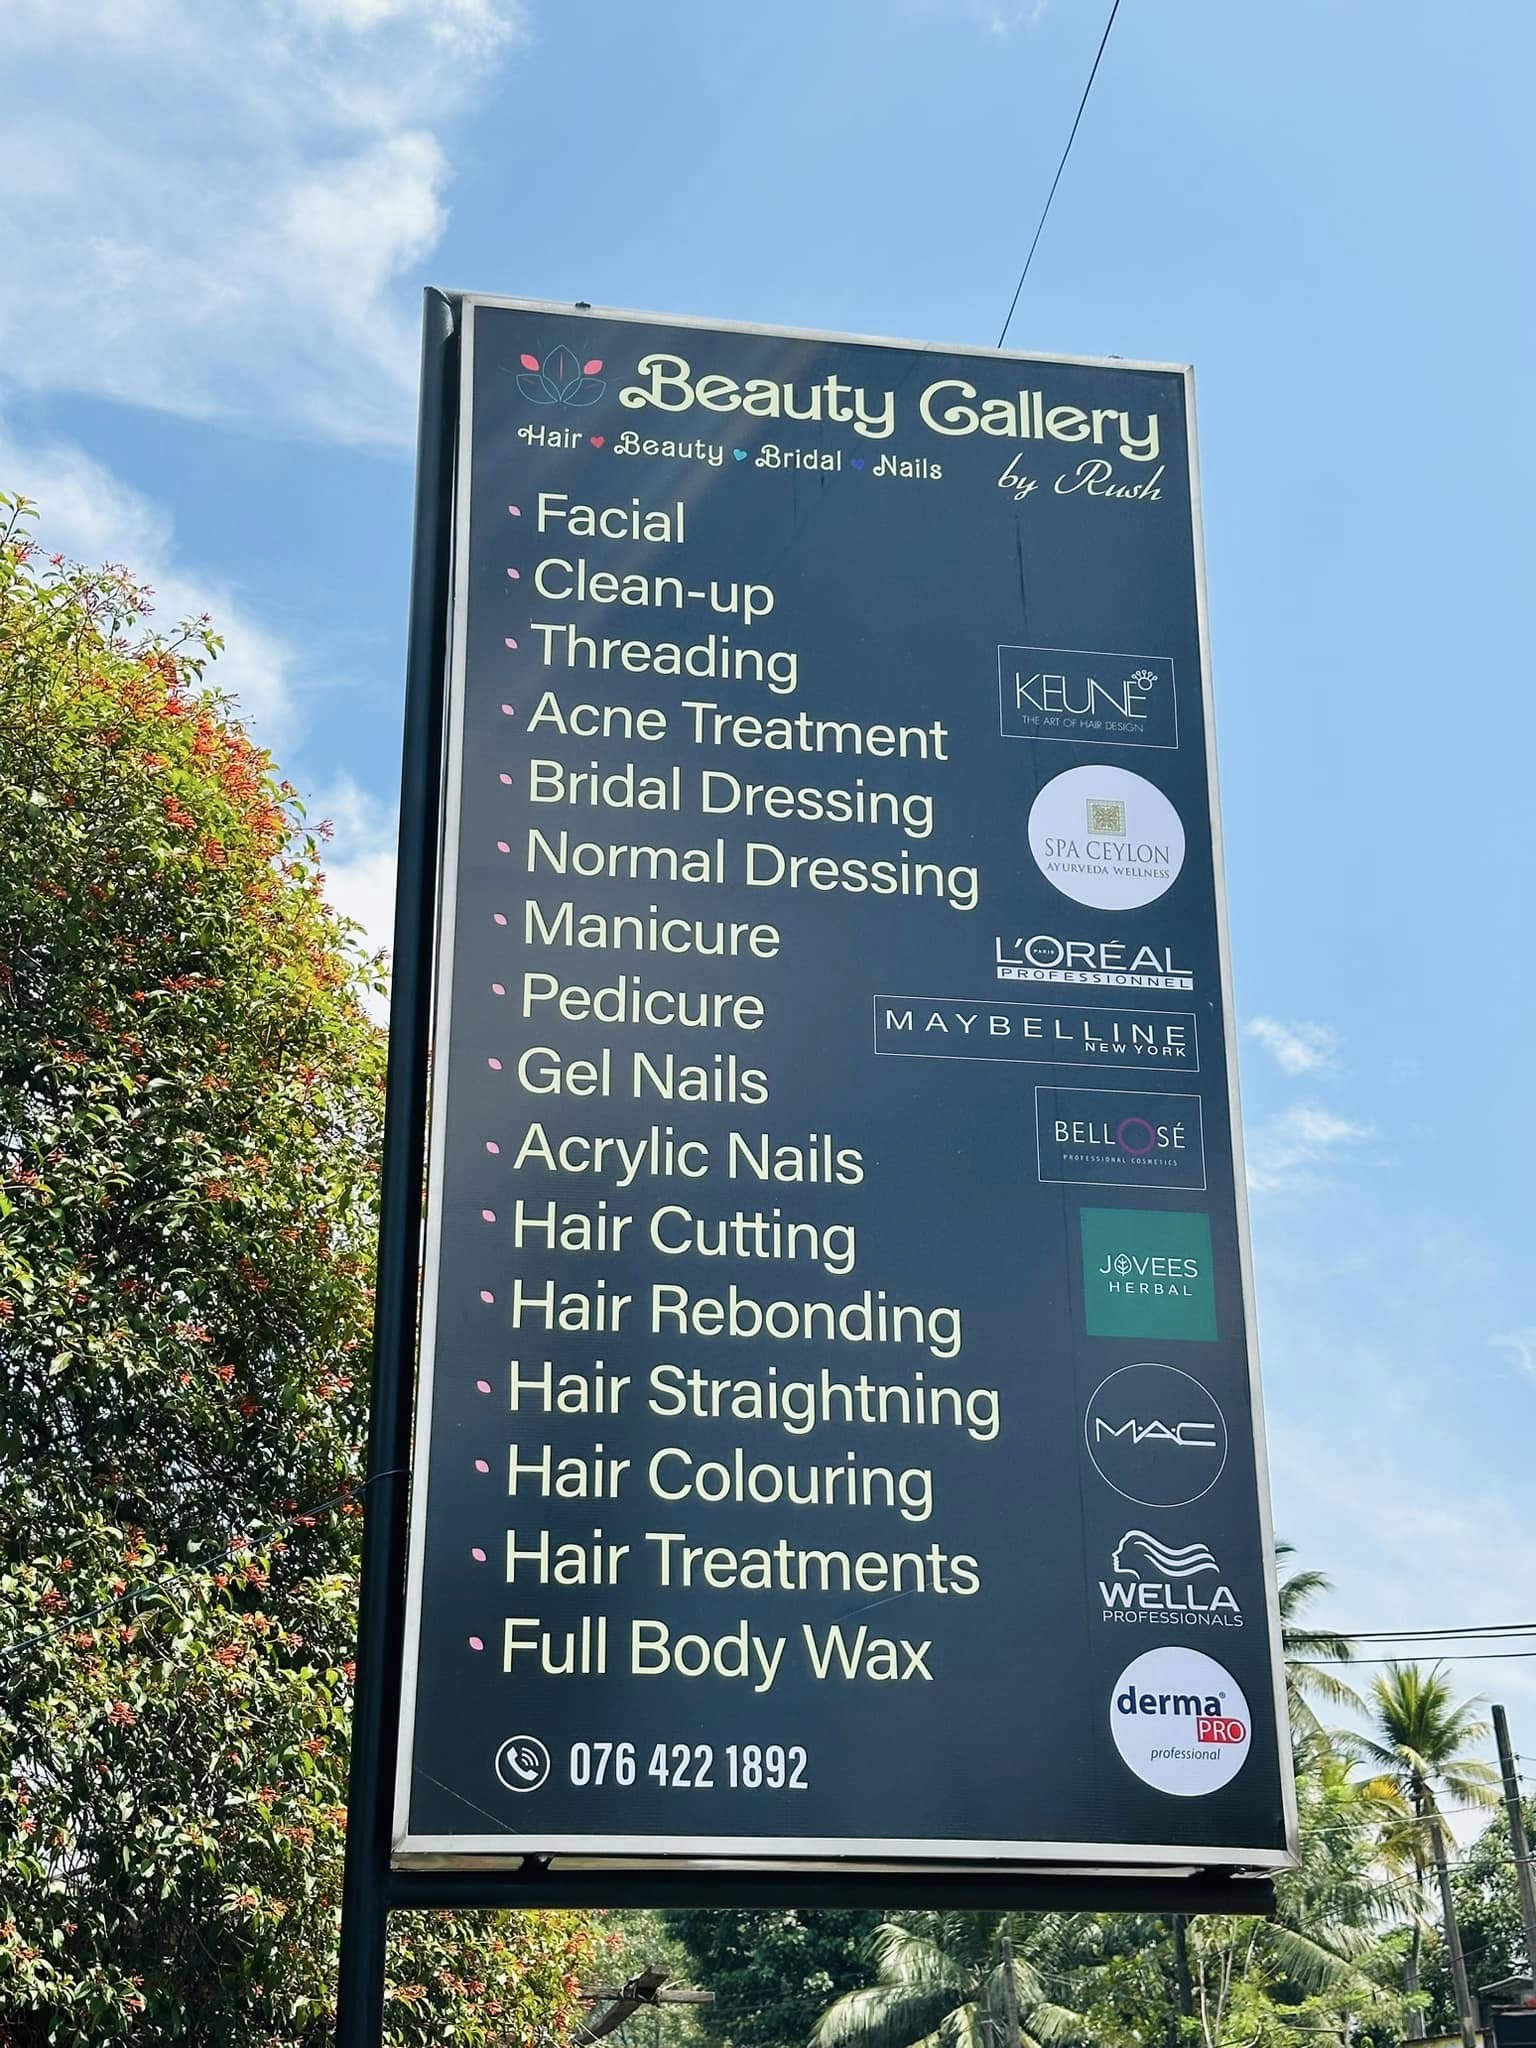 Beauty Gallery
by Rush
Hair Beauty Bridal Nails
Facial
Clean-up
Threading
Acne Treatment
Bridal Dressing
Normal Dressing
Manicure
Pedicure
Gel Nails
Acrylic Nails
Hair Cutting
Hair Rebonding
Hair Straightning
Hair Colouring
Hair Treatments
Full Body Wax
076 422 1892
KEUNE
THE ART OF HAIR DESIGN
SPA CEYLON
AYURVEDA WELLNESS
L'ORÉAL
PARIS
PROFESSIONNEL
MAYBELLINE
NEW YORK
BELLOSÉ
PROFESSIONAL COSMETICS
JOVEES
HERBAL
MAC
WELLA
PROFESSIONALS
derma®
PRO
professional